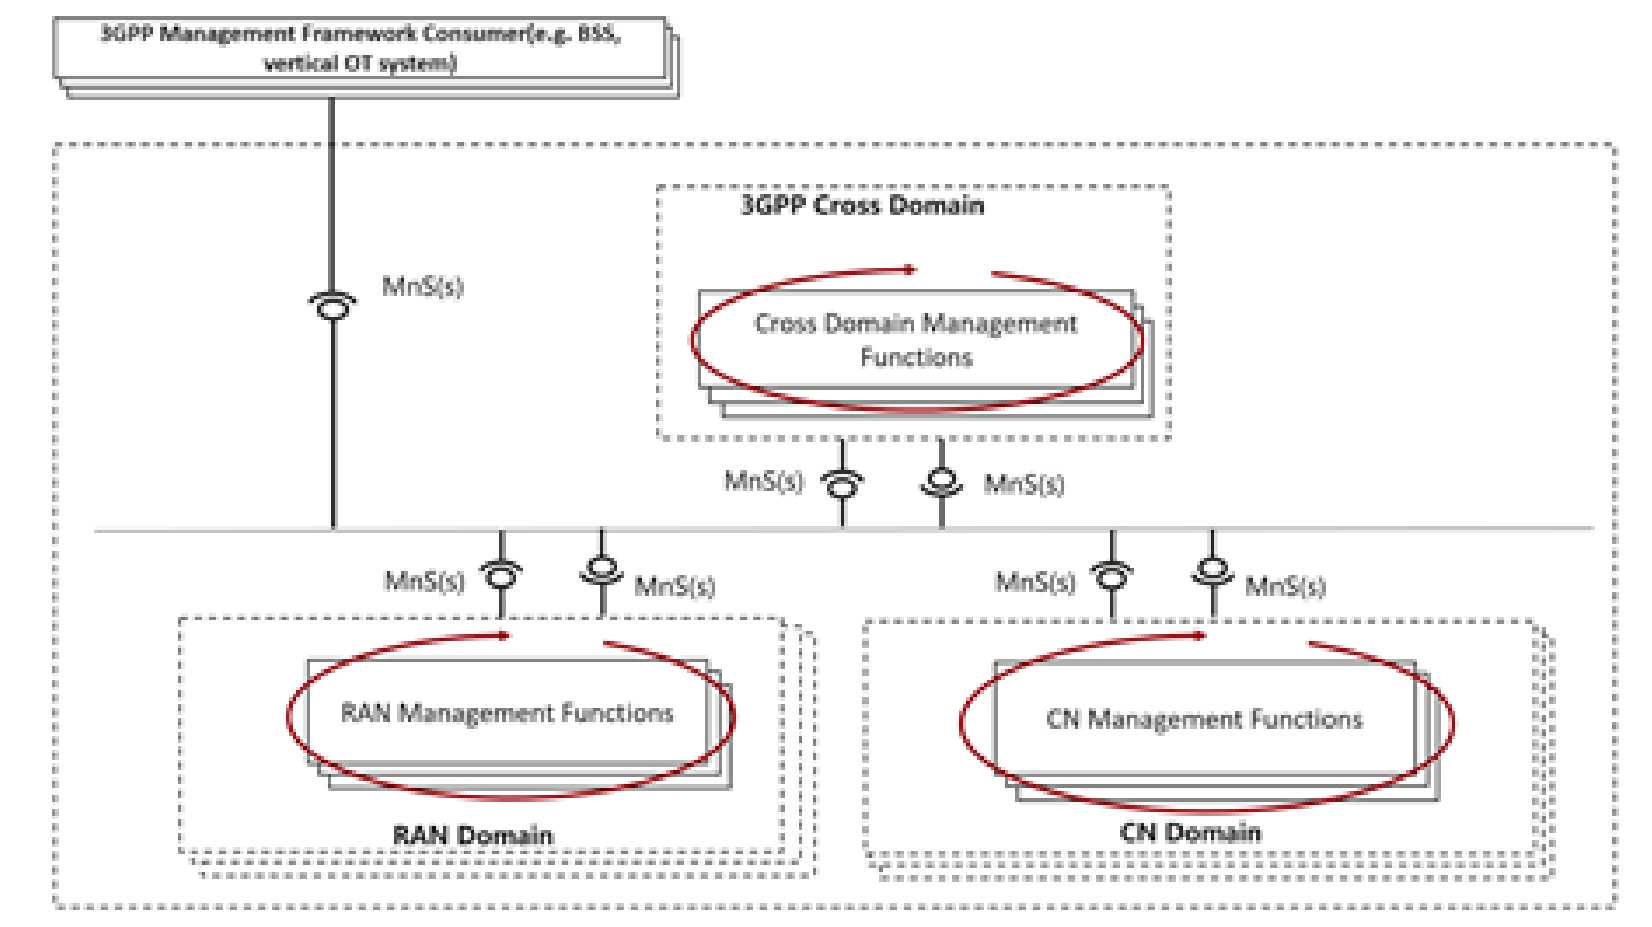 3GPP Management Framework Consumer(e.g. BSS,
vertical OT system)
3GPP Cross Domain
MnS(s)
Cross Domain Management
Functions
MnS(s)
MnS(s)
MnS(s)
MnS(s)
MnS(s)
MnS(s)
RAN Management Functions
CN Management Functions
RAN Domain
CN Domain